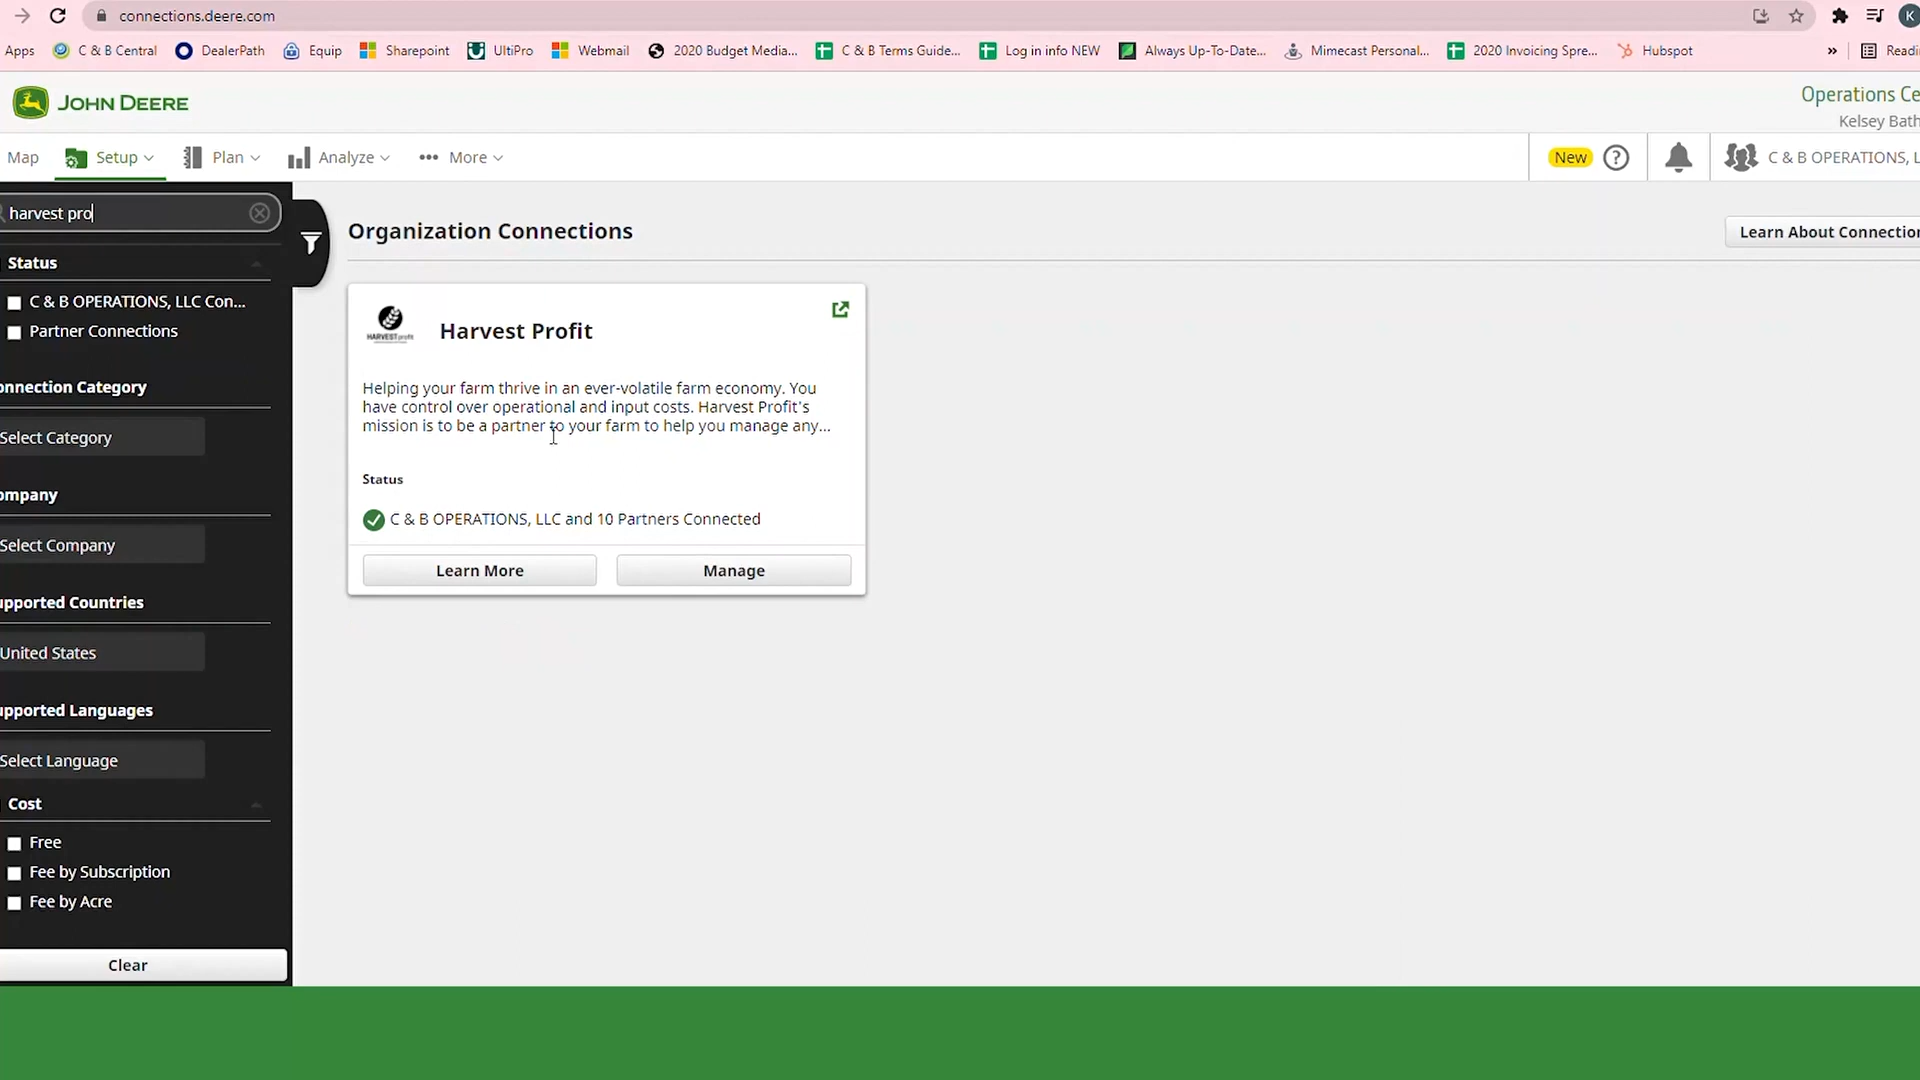 connections.deere.com
Apps C & B Central DealerPath Equip Sharepoint UltiPro Webmail 2020 Budget Media... C & B Terms Guide... Log in info NEW Always Up-To-Date... Mimecast Personal... 2020 Invoicing Spre... Hubspot » Readi
K
JOHN DEERE
Operations Ce
Kelsey Bath
Map Setup Plan Analyze More New ? C & B OPERATIONS, L
harvest pro
Organization Connections
Learn About Connection
Status
C & B OPERATIONS, LLC Con...
Partner Connections
onnection Category
Select Category
ompany
Select Company
upported Countries
United States
upported Languages
Select Language
Cost
Free
Fee by Subscription
Fee by Acre
Clear
HARVESTprofit
Harvest Profit
Helping your farm thrive in an ever-volatile farm economy. You
have control over operational and input costs. Harvest Profit's
mission is to be a partner to your farm to help you manage any...
Status
C & B OPERATIONS, LLC and 10 Partners Connected
Learn More Manage